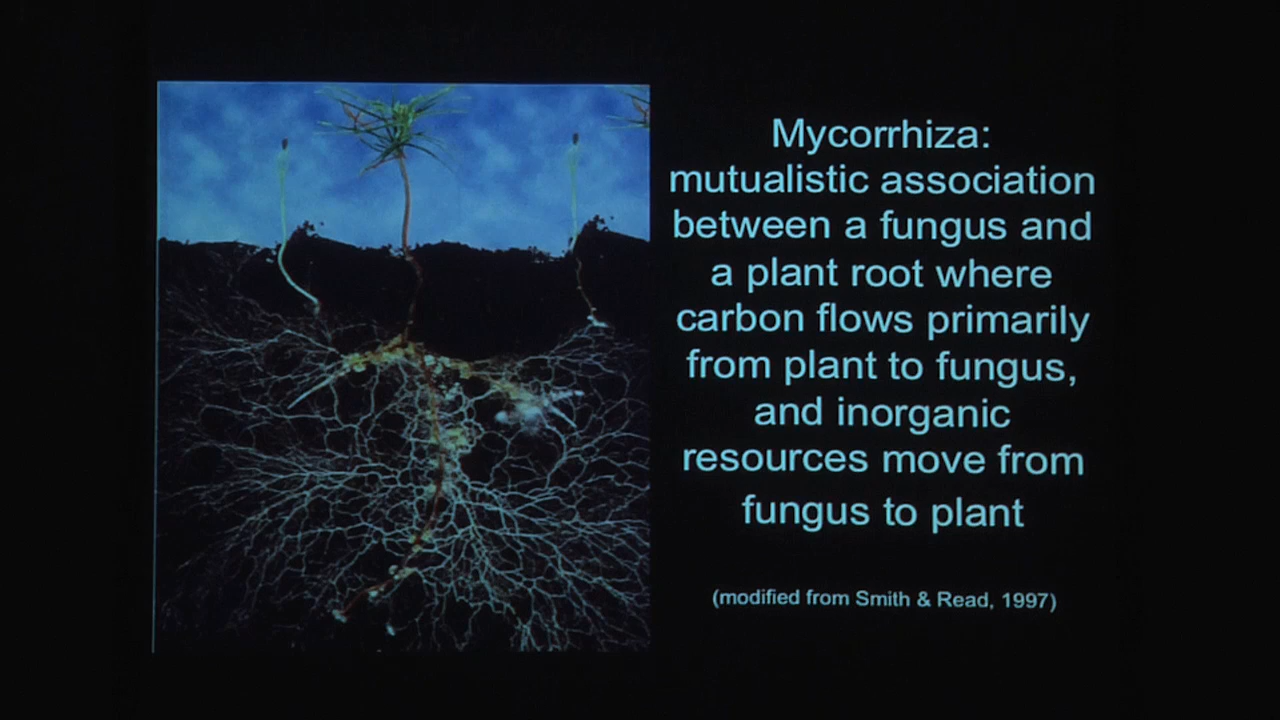 Mycorrhiza:
mutualistic association
between a fungus and
a plant root where
carbon flows primarily
from plant to fungus,
and inorganic
resources move from
fungus to plant
(modified from Smith & Read, 1997)